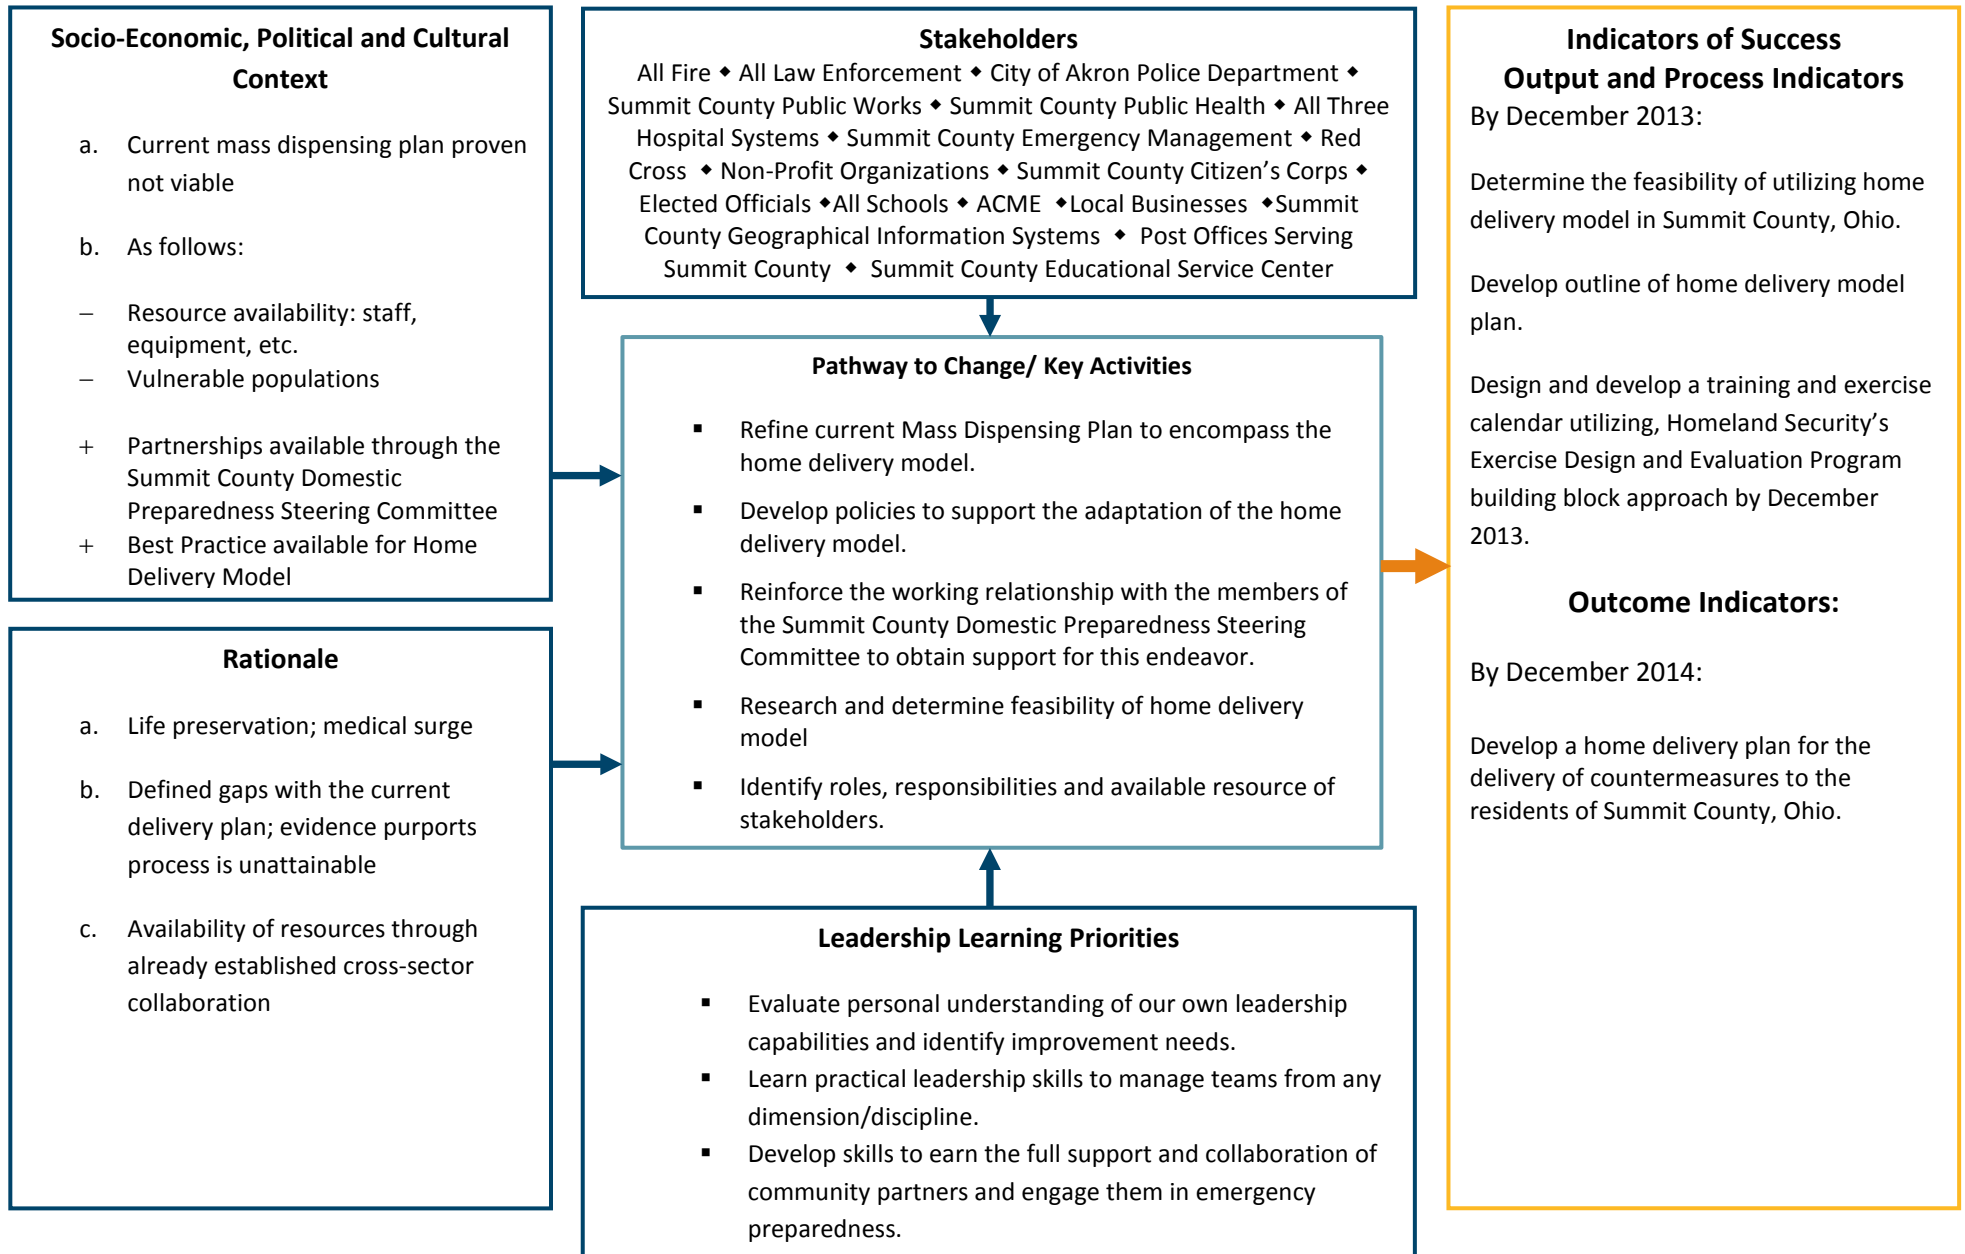 Socio-Economic, Political and Cultural
Context
a. Current mass dispensing plan proven
not viable
b. As follows:
– Resource availability: staff,
equipment, etc.
– Vulnerable populations
+ Partnerships available through the
Summit County Domestic
Preparedness Steering Committee
+ Best Practice available for Home
Delivery Model
Rationale
a. Life preservation; medical surge
b. Defined gaps with the current
delivery plan; evidence purports
process is unattainable
c. Availability of resources through
already established cross-sector
collaboration
Stakeholders
All Fire ◆ All Law Enforcement ◆ City of Akron Police Department ◆
Summit County Public Works ◆ Summit County Public Health ◆ All Three
Hospital Systems ◆ Summit County Emergency Management ◆ Red
Cross ◆ Non-Profit Organizations ◆ Summit County Citizen’s Corps ◆
Elected Officials ◆All Schools ◆ ACME ◆Local Businesses ◆Summit
County Geographical Information Systems ◆ Post Offices Serving
Summit County ◆ Summit County Educational Service Center
Pathway to Change/ Key Activities
▪ Refine current Mass Dispensing Plan to encompass the
home delivery model.
▪ Develop policies to support the adaptation of the home
delivery model.
▪ Reinforce the working relationship with the members of
the Summit County Domestic Preparedness Steering
Committee to obtain support for this endeavor.
▪ Research and determine feasibility of home delivery
model
▪ Identify roles, responsibilities and available resource of
stakeholders.
Leadership Learning Priorities
▪ Evaluate personal understanding of our own leadership
capabilities and identify improvement needs.
▪ Learn practical leadership skills to manage teams from any
dimension/discipline.
▪ Develop skills to earn the full support and collaboration of
community partners and engage them in emergency
preparedness.
Indicators of Success
Output and Process Indicators
By December 2013:
Determine the feasibility of utilizing home
delivery model in Summit County, Ohio.
Develop outline of home delivery model
plan.
Design and develop a training and exercise
calendar utilizing, Homeland Security’s
Exercise Design and Evaluation Program
building block approach by December
2013.
Outcome Indicators:
By December 2014:
Develop a home delivery plan for the
delivery of countermeasures to the
residents of Summit County, Ohio.